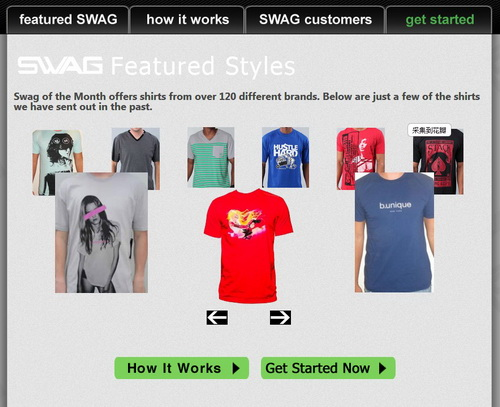 featured SWAG
how it works
SWAG customers
get started
SWAG Featured Styles
Swag of the Month offers shirts from over 120 different brands. Below are just a few of the shirts
we have sent out in the past.
采集到花瓣
HUSTLE
HARD
SWAG
b.unique
How It Works
Get Started Now